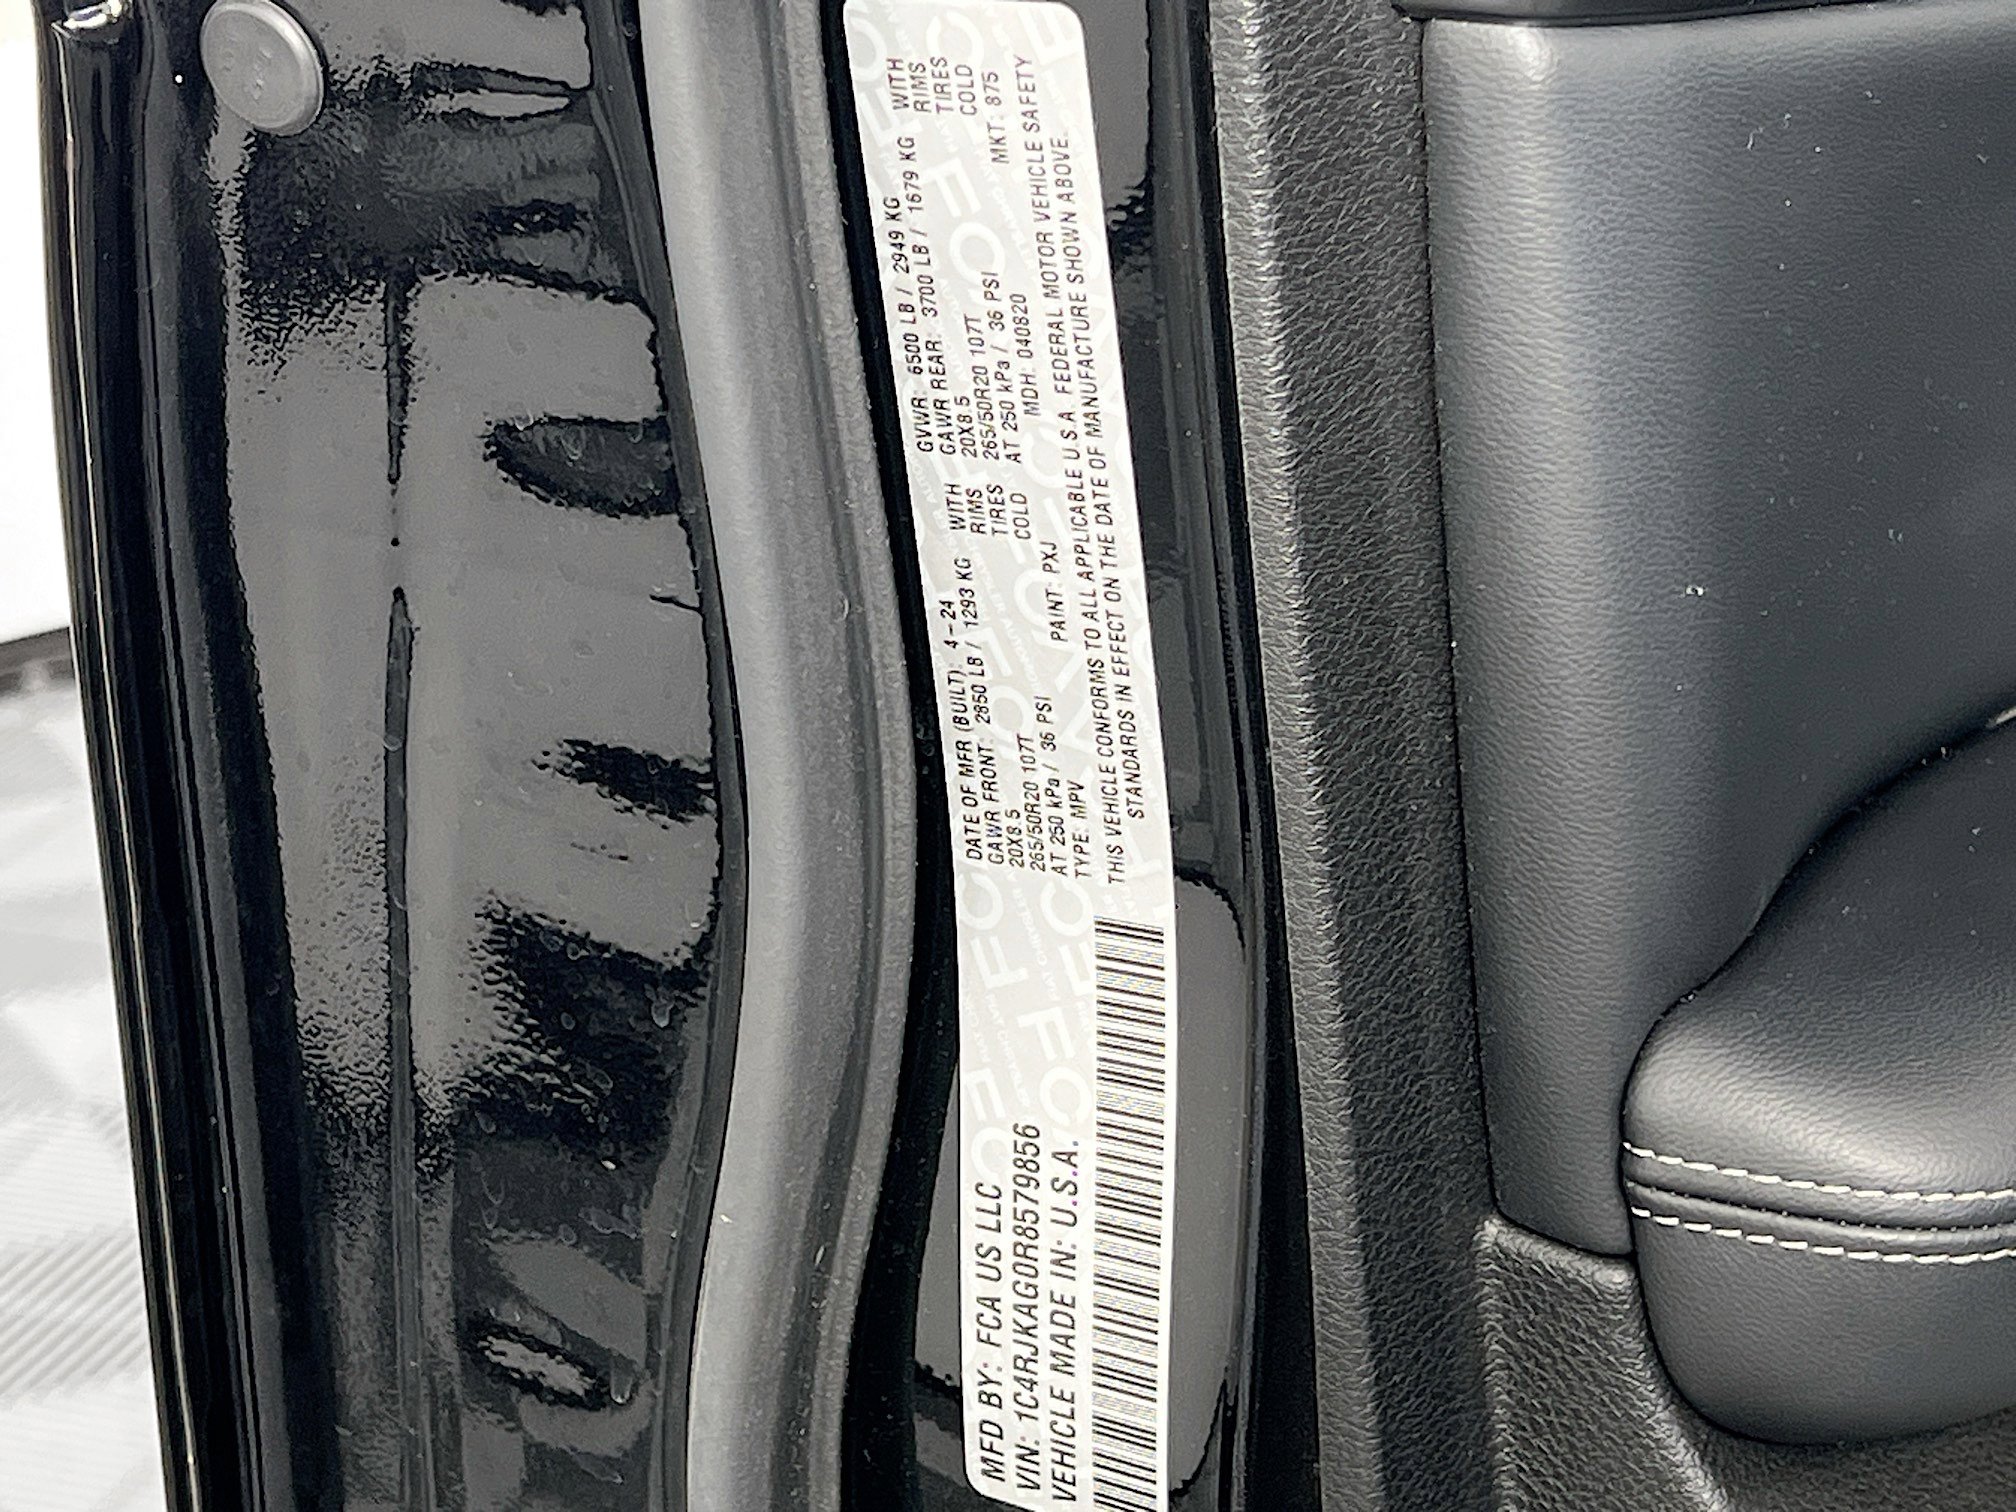 MFD BY: FCA US LLC
VIN: 1C4RJKAG0R8579856
VEHICLE MADE IN: U.S.A.
DATE OF MFR (BUILT): 4-24 GVWR: 6500 LB / 2949 KG
GAWR FRONT: 2850 LB / 1293 KG WITH GAWR REAR: 3700 LB / 1679 KG WITH
20X8.5 RIMS 20X8.5 RIMS
265/50R20 107T TIRES 265/50R20 107T TIRES
AT 250 kPa / 36 PSI COLD AT 250 kPa / 36 PSI COLD
TYPE: MPV PAINT: PXJ MDH: 040820 MKT: 875
THIS VEHICLE CONFORMS TO ALL APPLICABLE U.S.A. FEDERAL MOTOR VEHICLE SAFETY
STANDARDS IN EFFECT ON THE DATE OF MANUFACTURE SHOWN ABOVE.